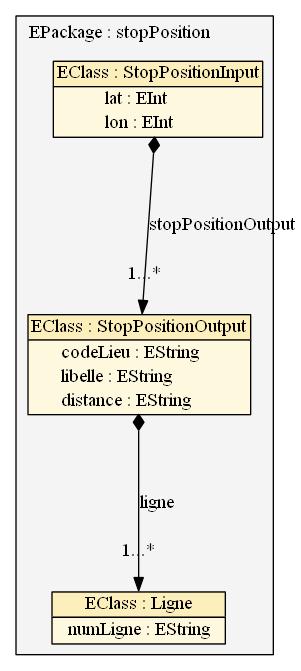 EPackage : stopPosition
EClass : StopPositionInput
lat : EInt
lon : EInt
stopPositionOutput
1...*
EClass : StopPositionOutput
codeLieu : EString
libelle : EString
distance : EString
ligne
1...*
EClass : Ligne
numLigne : EString